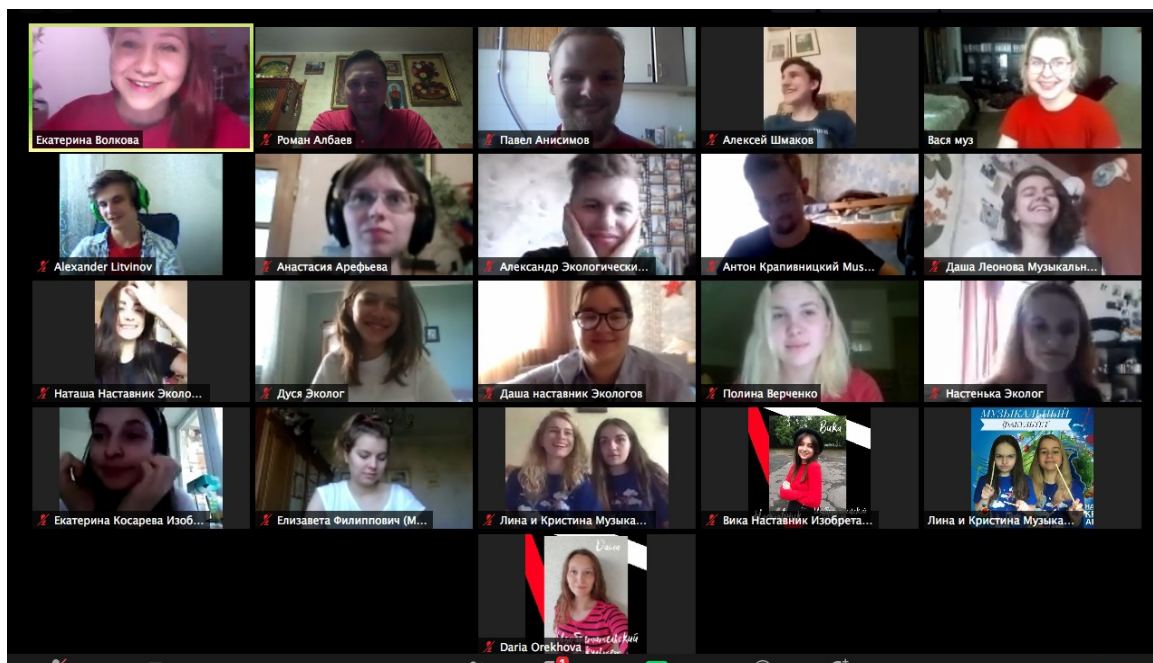 Екатерина Волкова
Роман Албаев
Павел Анисимов
Алексей Шмаков
Вася муз
Alexander Litvinov
Анастасия Арефьева
Александр Экологически...
Антон Крапивницкий Mus...
Даша Леонова Музыкальн...
Наташа Наставник Эколо...
Дуся Эколог
Даша наставник Экологов
Полина Верченко
Настенька Эколог
Екатерина Косарева Изоб...
Елизавета Филиппович (М...
Лина и Кристина Музыка...
Вика
Вика Наставник Изобрета...
МУЗЫКАЛЬНЫЙ
ФАКУЛЬТЕТ
Лина и Кристина Музыка...
Daria Orekhova
1